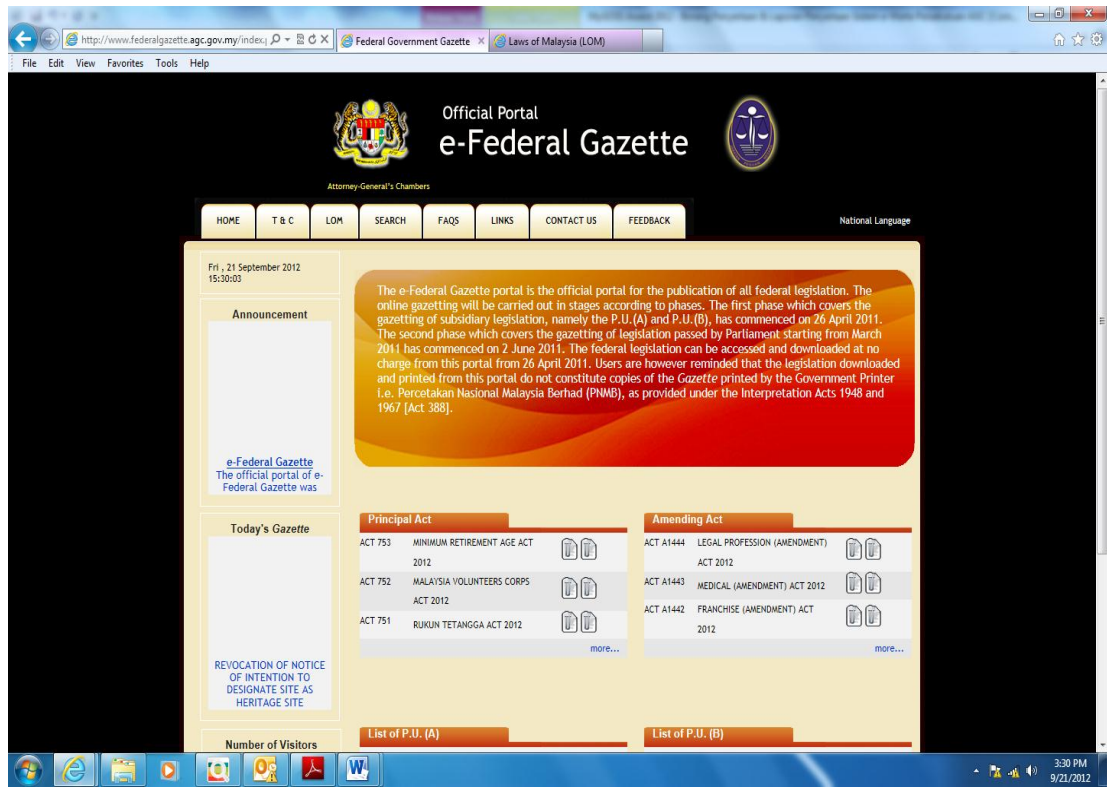 http://www.federalgazette.agc.gov.my/index.
Federal Government Gazette
Laws of Malaysia (LOM)
File Edit View Favorites Tools Help
Official Portal
e-Federal Gazette
Attorney-General's Chambers
HOME T & C LOM SEARCH FAQS LINKS CONTACT US FEEDBACK National Language
Fri , 21 September 2012
15:30:03
Announcement
e-Federal Gazette
The official portal of e-
Federal Gazette was
Today's Gazette
REVOCATION OF NOTICE
OF INTENTION TO
DESIGNATE SITE AS
HERITAGE SITE
Number of Visitors
The e-Federal Gazette portal is the official portal for the publication of all federal legislation. The
online gazetting will be carried out in stages according to phases. The first phase which covers the
gazetting of subsidiary legislation, namely the P.U.(A) and P.U.(B), has commenced on 26 April 2011.
The second phase which covers the gazetting of legislation passed by Parliament starting from March
2011 has commenced on 2 June 2011. The federal legislation can be accessed and downloaded at no
charge from this portal from 26 April 2011. Users are however reminded that the legislation downloaded
and printed from this portal do not constitute copies of the Gazette printed by the Government Printer
i.e. Percetakan Nasional Malaysia Berhad (PNMB), as provided under the Interpretation Acts 1948 and
1967 [Act 388].
Principal Act
ACT 753 MINIMUM RETIREMENT AGE ACT
2012
ACT 752 MALAYSIA VOLUNTEERS CORPS
ACT 2012
ACT 751 RUKUN TETANGGA ACT 2012
more...
Amending Act
ACT A1444 LEGAL PROFESSION (AMENDMENT)
ACT 2012
ACT A1443 MEDICAL (AMENDMENT) ACT 2012
ACT A1442 FRANCHISE (AMENDMENT) ACT
2012
more...
List of P.U. (A)
List of P.U. (B)
3:30 PM
9/21/2012